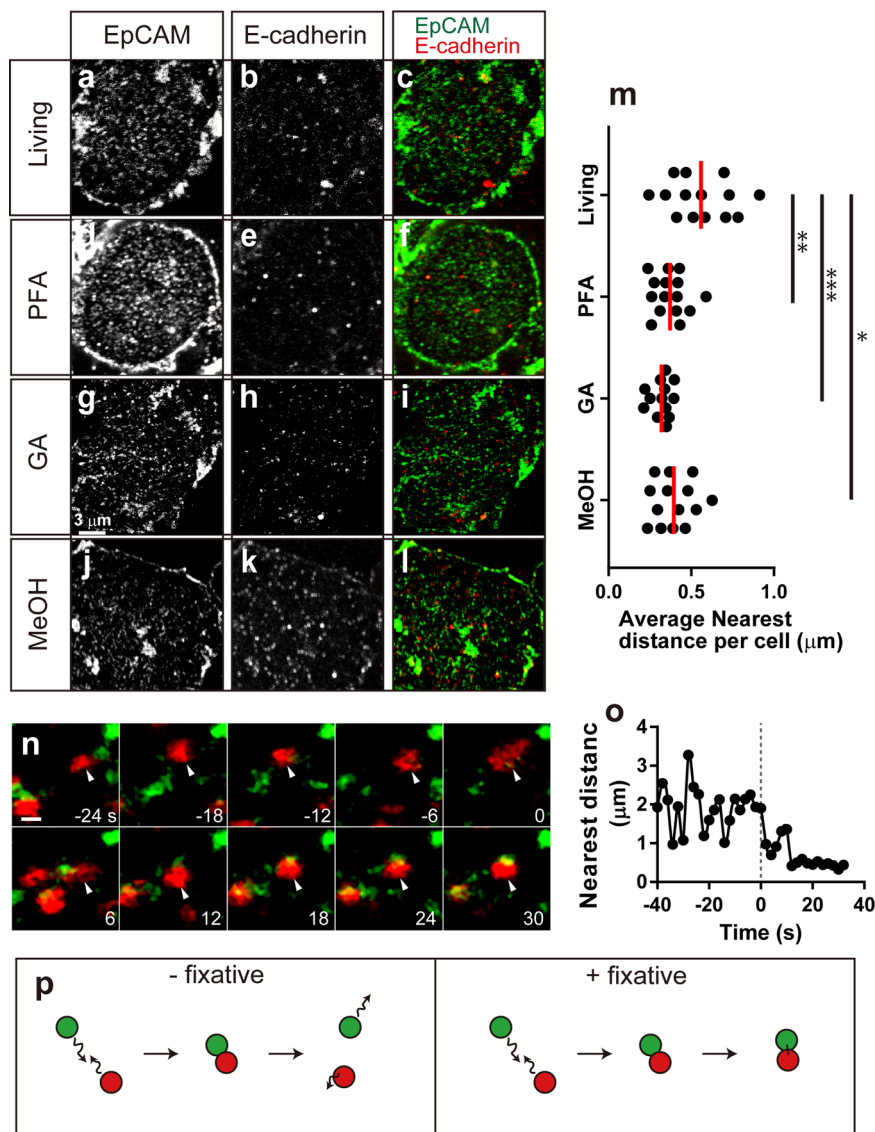 EpCAM
E-cadherin
EpCAM
E-cadherin
Living
a
b
c
PFA
d
e
f
GA
g
h
i
3 μm
MeOH
j
k
l
m
Living
PFA
GA
MeOH
**
***
*
0
0.5
1.0
Average Nearest
distance per cell (μm)
n
-24 s
-18
-12
-6
0
6
12
18
24
30
o
4
3
2
1
0
Nearest distanc
(μm)
-40
-20
0
20
40
Time (s)
p
- fixative
+ fixative